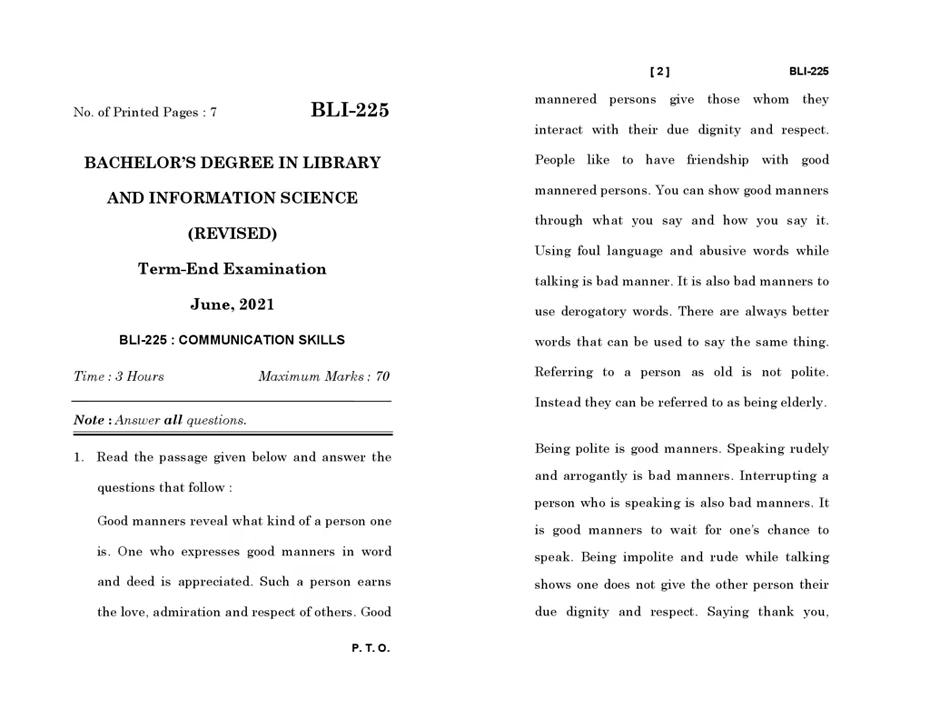 No. of Printed Pages : 7 BLI-225
BACHELOR'S DEGREE IN LIBRARY
AND INFORMATION SCIENCE
(REVISED)
Term-End Examination
June, 2021
BLI-225 : COMMUNICATION SKILLS
Time : 3 Hours Maximum Marks : 70
Note : Answer all questions.
1. Read the passage given below and answer the
questions that follow :
Good manners reveal what kind of a person one
is. One who expresses good manners in word
and deed is appreciated. Such a person earns
the love, admiration and respect of others. Good
P. T. O.
[ 2 ] BLI-225
mannered persons give those whom they
interact with their due dignity and respect.
People like to have friendship with good
mannered persons. You can show good manners
through what you say and how you say it.
Using foul language and abusive words while
talking is bad manner. It is also bad manners to
use derogatory words. There are always better
words that can be used to say the same thing.
Referring to a person as old is not polite.
Instead they can be referred to as being elderly.
Being polite is good manners. Speaking rudely
and arrogantly is bad manners. Interrupting a
person who is speaking is also bad manners. It
is good manners to wait for one's chance to
speak. Being impolite and rude while talking
shows one does not give the other person their
due dignity and respect. Saying thank you,